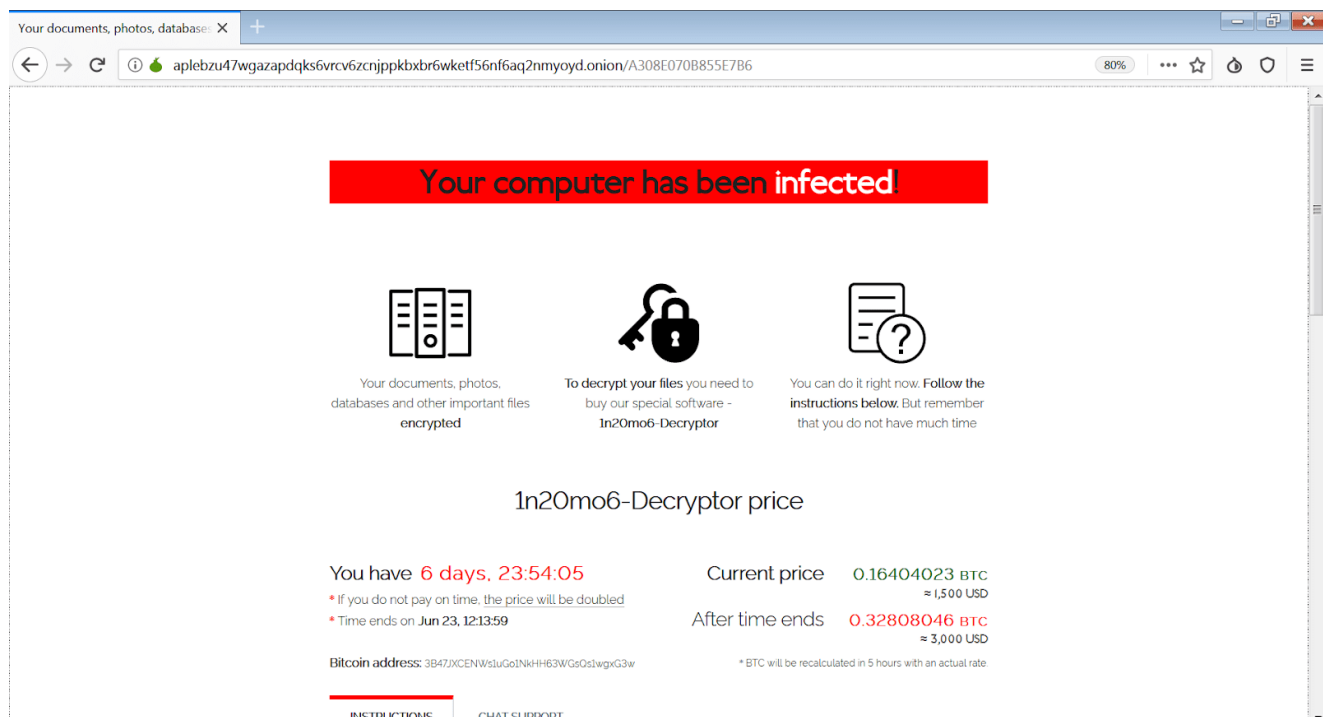 Your documents, photos, databases
aplebzu47wgazapdqks6vrcv6zcnjppkbxbr6wketf56nf6aq2nmyoyd.onion/A308E070B855E7B6
80%
Your computer has been infected!
Your documents, photos,
databases and other important files
encrypted
To decrypt your files you need to
buy our special software -
1n20mo6-Decryptor
You can do it right now. Follow the
instructions below. But remember
that you do not have much time
1n20mo6-Decryptor price
You have 6 days, 23:54:05
* If you do not pay on time, the price will be doubled
* Time ends on Jun 23, 12:13:59
Current price 0.16404023 BTC
≈ 1,500 USD
After time ends 0.32808046 BTC
≈ 3,000 USD
Bitcoin address: 3B47JXCENWs1uGo1NkHH63WGsQs1wgxG3w
* BTC will be recalculated in 5 hours with an actual rate.
INSTRUCTIONS
CHAT SUPPORT